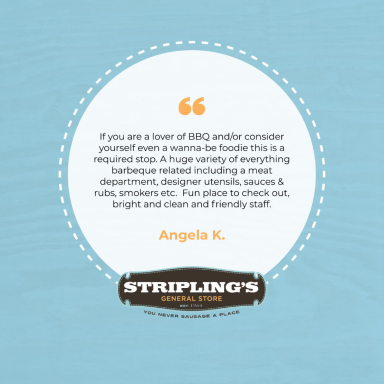 “
If you are a lover of BBQ and/or consider
yourself even a wanna-be foodie this is a
required stop. A huge variety of everything
barbeque related including a meat
department, designer utensils, sauces &
rubs, smokers etc.  Fun place to check out,
bright and clean and friendly staff.
Angela K.
STRIPLING'S
GENERAL STORE
YOU NEVER SAUSAGE A PLACE